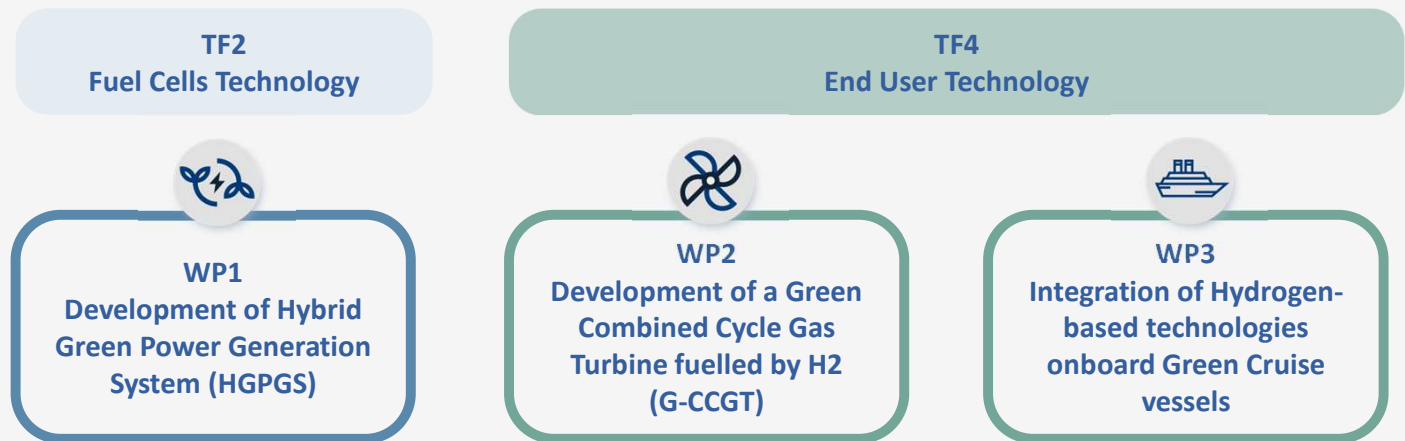 TF2
Fuel Cells Technology
TF4
End User Technology
WP1
Development of Hybrid
Green Power Generation
System (HGPGS)
WP2
Development of a Green
Combined Cycle Gas
Turbine fuelled by H2
(G-CCGT)
WP3
Integration of Hydrogen-
based technologies
onboard Green Cruise
vessels